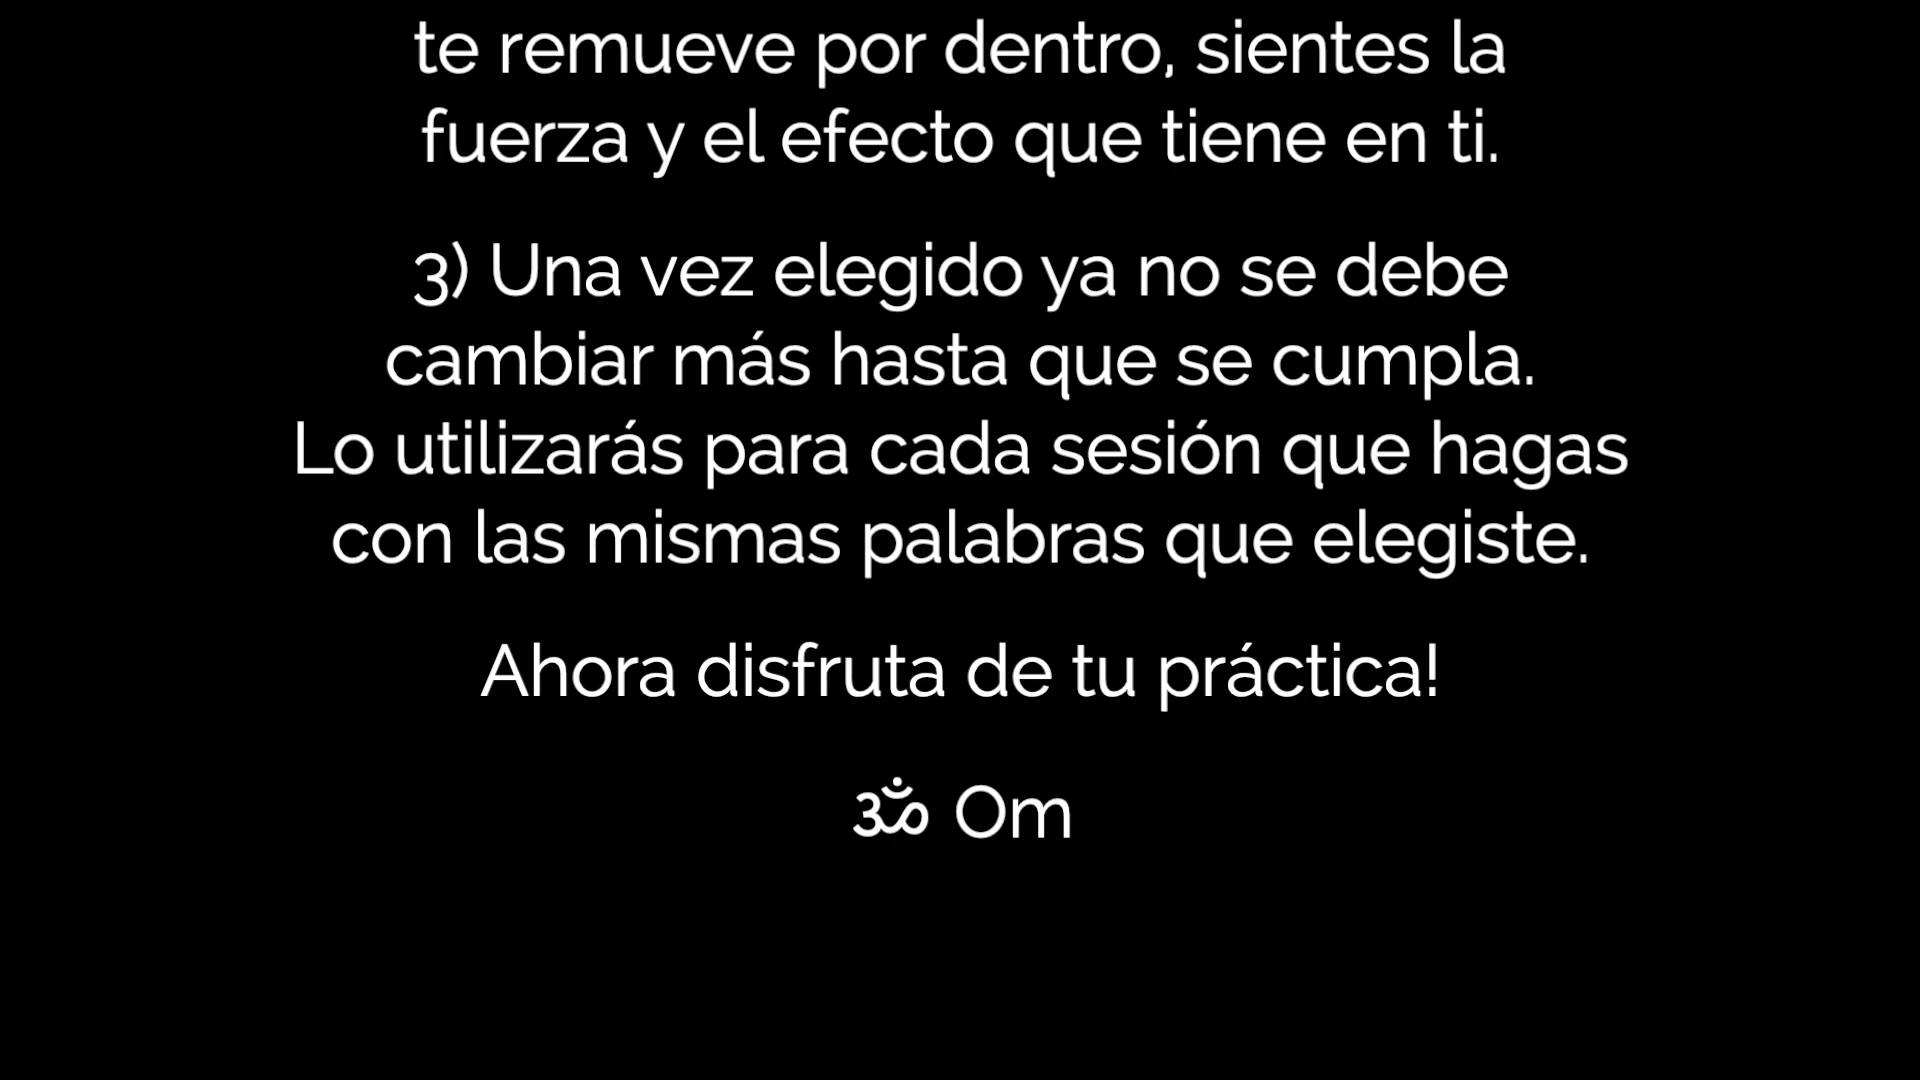 te remueve por dentro, sientes la
fuerza y el efecto que tiene en ti.
3) Una vez elegido ya no se debe
cambiar más hasta que se cumpla.
Lo utilizarás para cada sesión que hagas
con las mismas palabras que elegiste.
Ahora disfruta de tu práctica!
ॐ Om